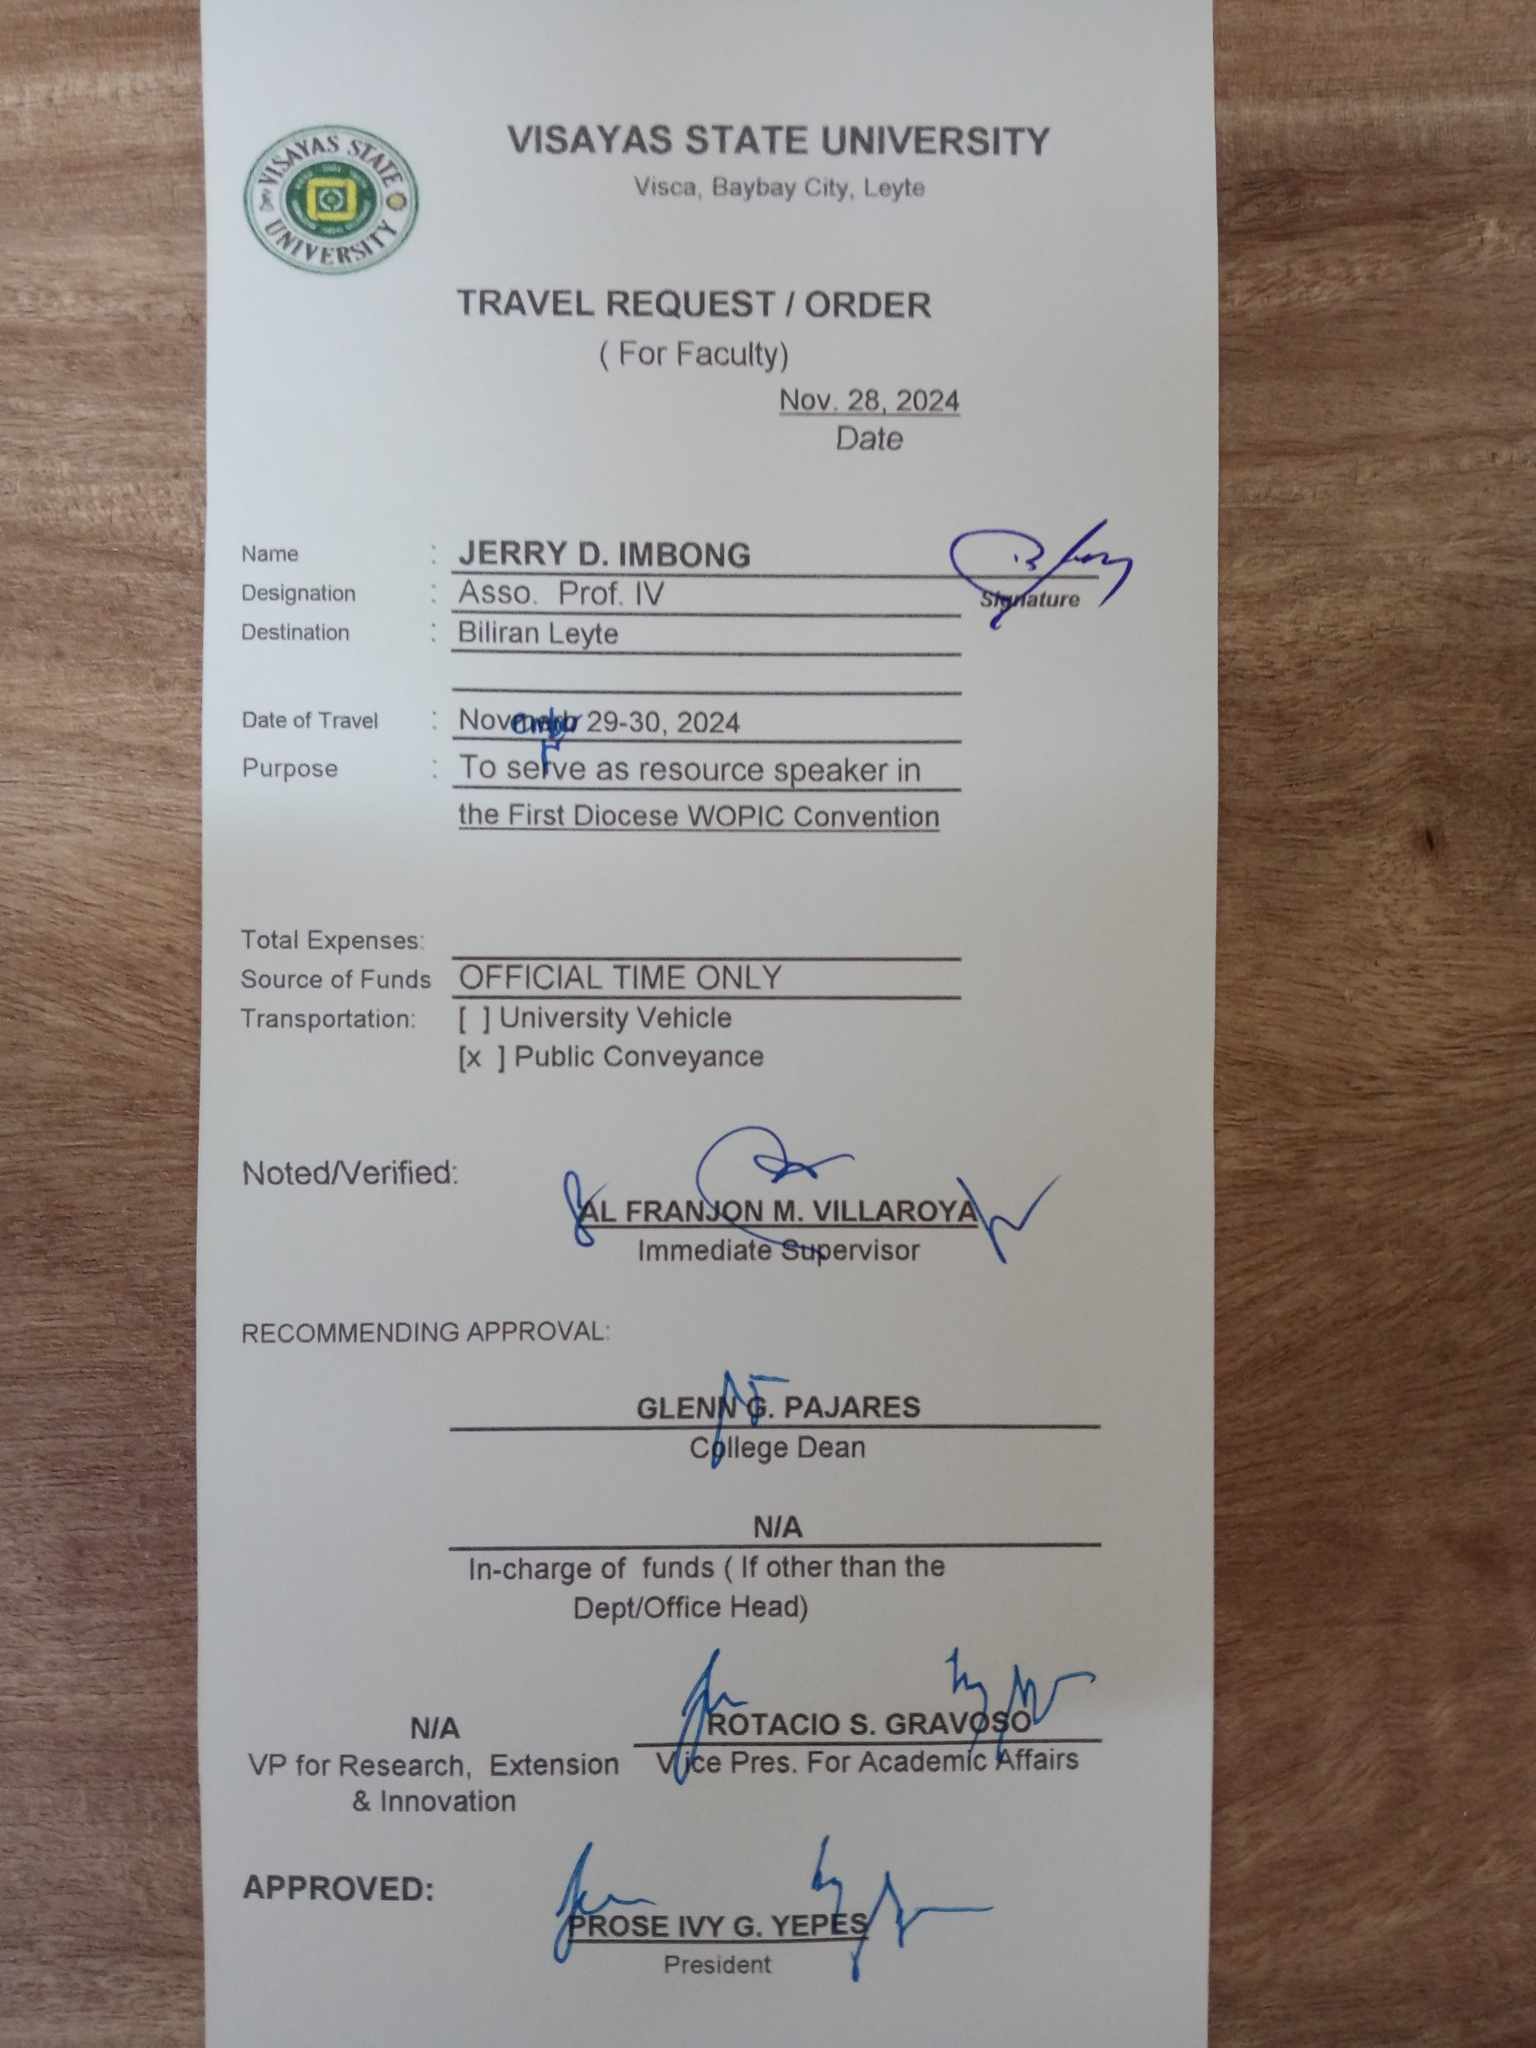 VISAYAS STATE UNIVERSITY
VISAYAS STATE UNIVERSITY
Visca, Baybay City, Leyte
TRAVEL REQUEST / ORDER
( For Faculty)
Nov. 28, 2024
Date
Name : JERRY D. IMBONG
Signature
Designation : Asso. Prof. IV
Destination : Biliran Leyte
Date of Travel : 29-30, 2024
Purpose : To serve as resource speaker in
the First Diocese WOPIC Convention
Total Expenses:
Source of Funds OFFICIAL TIME ONLY
Transportation: [ ] University Vehicle
[x ] Public Conveyance
Noted/Verified:
AL FRANJON M. VILLAROYA
Immediate Supervisor
RECOMMENDING APPROVAL:
GLENN G. PAJARES
College Dean
N/A
In-charge of funds ( If other than the
Dept/Office Head)
N/A
VP for Research, Extension
& Innovation
ROTACIO S. GRAVOSO
Vice Pres. For Academic Affairs
APPROVED:
PROSE IVY G. YEPES
President